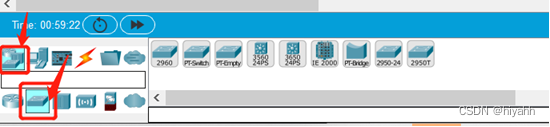 Time: 00:59:22
2960
PT-Switch
PT-Empty
3560
24PS
3650
24PS
IE 2000
PT-Bridge
2950-24
2950T
CSDN @hiyahh